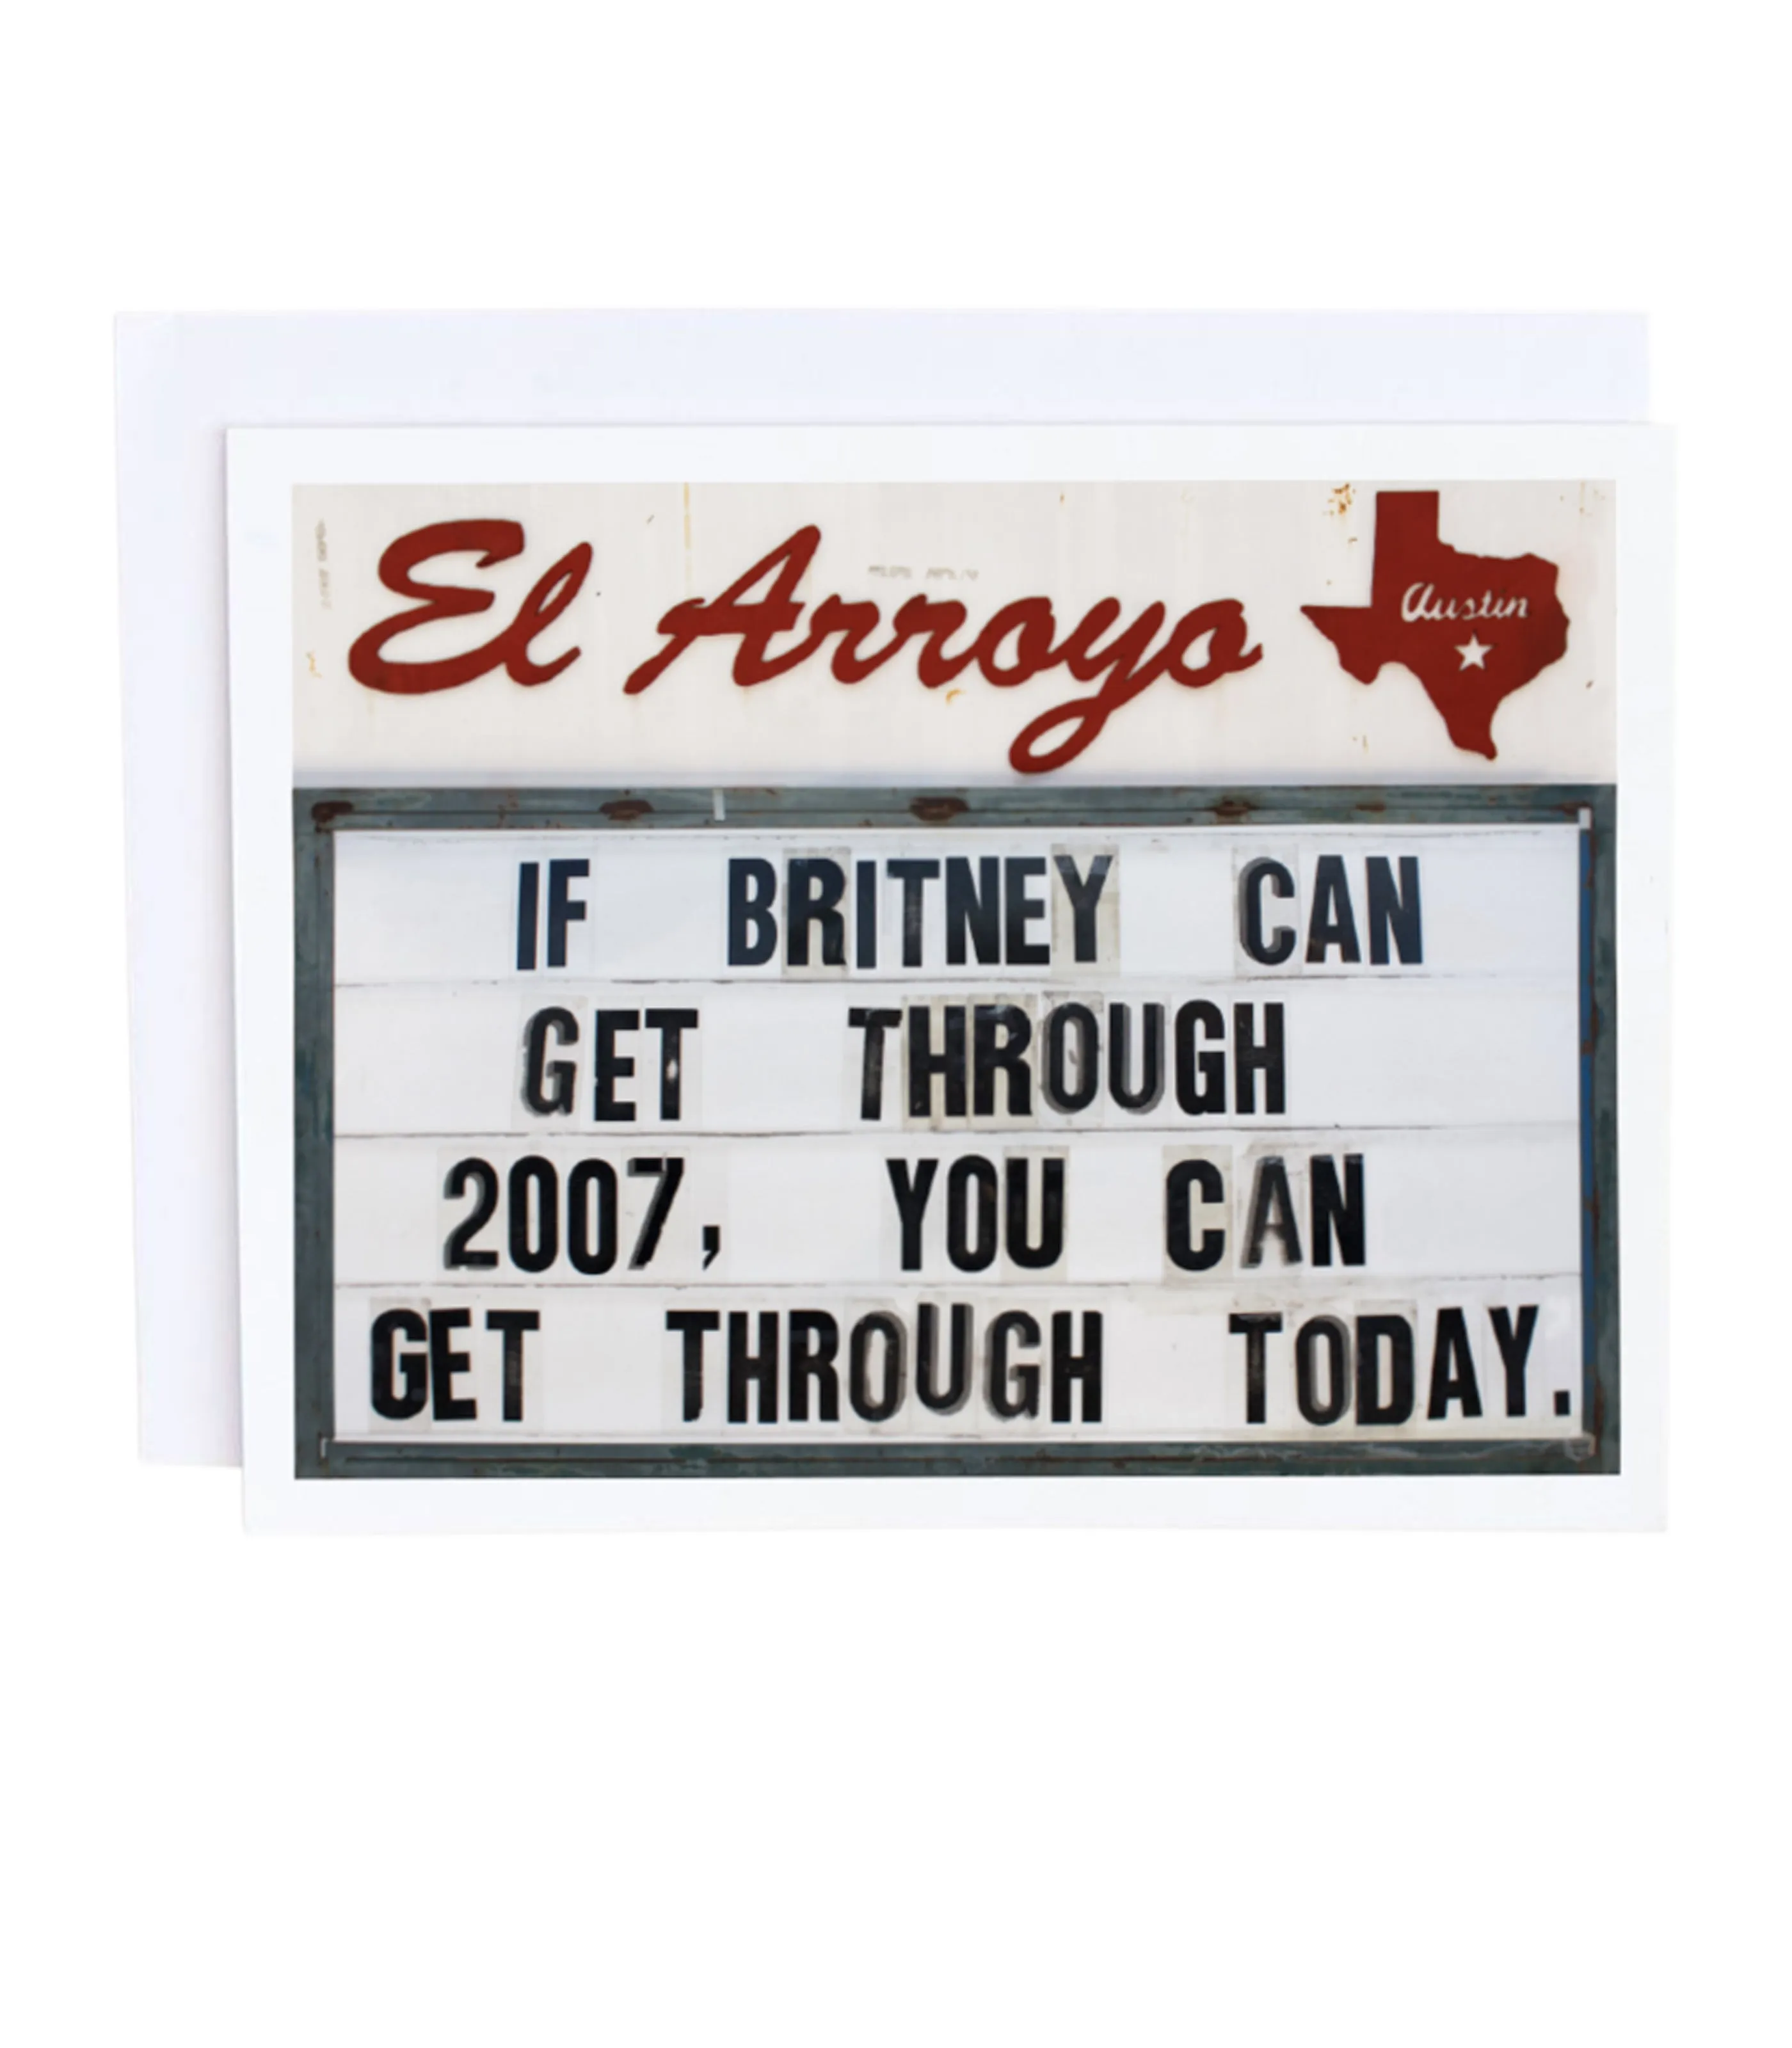 El Arroyo
Austin
IF BRITNEY CAN
GET THROUGH
2007, YOU CAN
GET THROUGH TODAY.